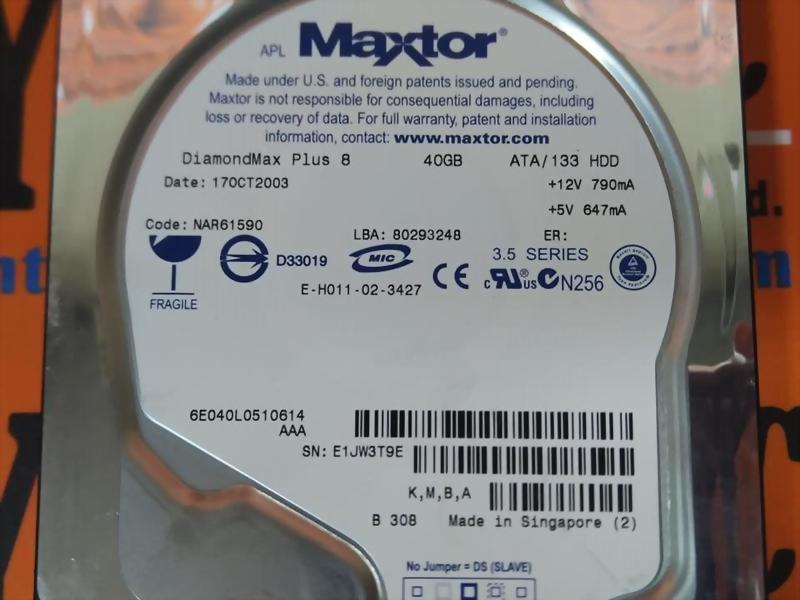 APL Maxtor®
Made under U.S. and foreign patents issued and pending.
Maxtor is not responsible for consequential damages, including
loss or recovery of data. For full warranty, patent and installation
information, contact: www.maxtor.com
DiamondMax Plus 8 40GB ATA/133 HDD
Date: 17OCT2003 +12V 790mA
+5V 647mA
Code: NAR61590
LBA: 80293248 ER:
FRAGILE
D33019
MIC
E-H011-02-3427
CE
3.5 SERIES
c RU® US N256
6E040L0510614
AAA
SN: E1JW3T9E
K,M,B,A
B 308 Made in Singapore (2)
No Jumper = DS (SLAVE)